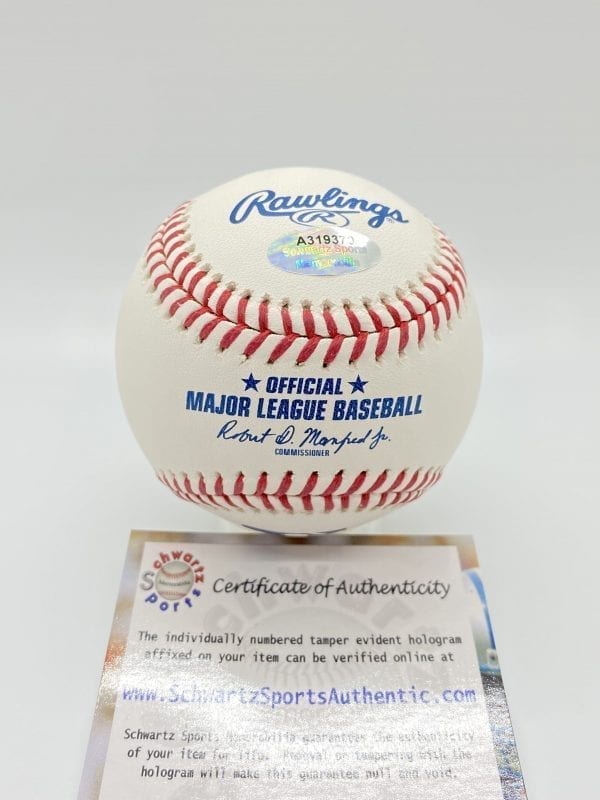 Rawlings
R
Schwartz Sports
Memorabilia
★ OFFICIAL ★
MAJOR LEAGUE BASEBALL
Robert D. Manfred Jr.
COMMISSIONER
Schwartz
Sports
Certificate of Authenticity
The individually numbered tamper evident hologram
affixed on your item can be verified online at
www.SchwartzSportsAuthentic.com
Schwartz Sports Memorabilia guarantees the authenticity
of your item for life. Removal or tampering with the
hologram will make this guarantee null and void.